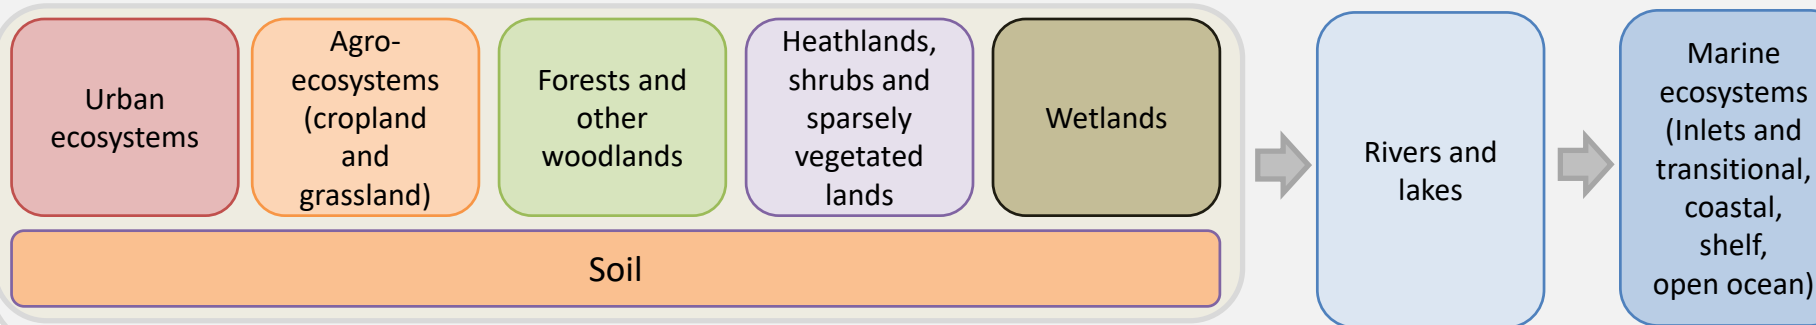 Urban
ecosystems
Agro-
ecosystems
(cropland
and
grassland)
Forests and
other
woodlands
Heathlands,
shrubs and
sparsely
vegetated
lands
Wetlands
Soil
Rivers and
lakes
Marine
ecosystems
(Inlets and
transitional,
coastal,
shelf,
open ocean)